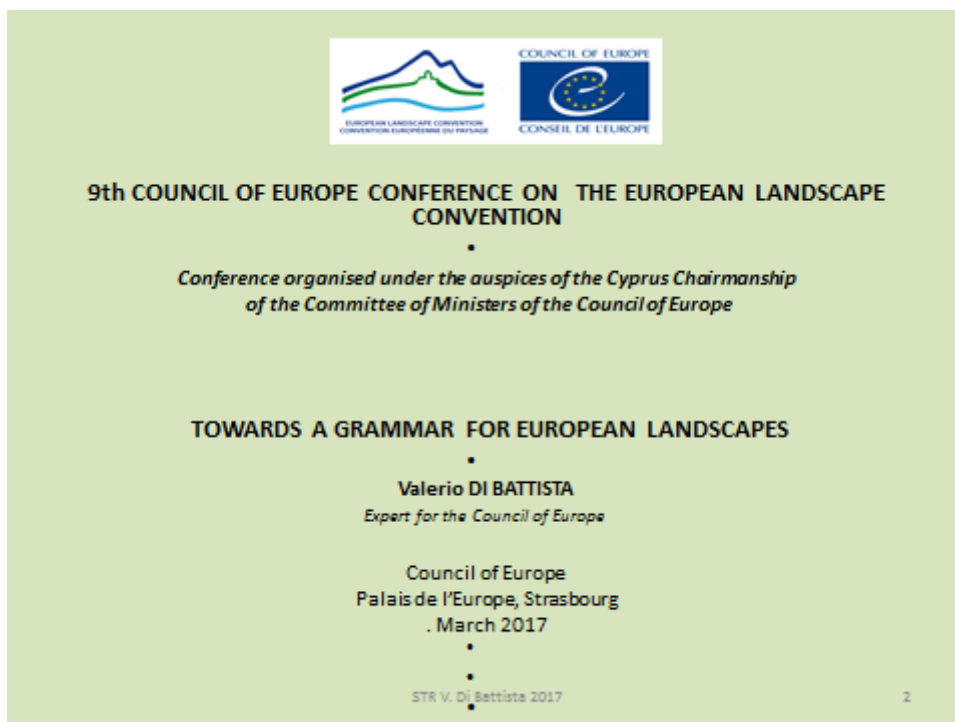 COUNCIL OF EUROPE
EUROPEAN LANDSCAPE CONVENTION
CONVENTION EUROPÉENNE DU PAYSAGE
CONSEIL DE L'EUROPE
9th COUNCIL OF EUROPE CONFERENCE ON THE EUROPEAN LANDSCAPE
CONVENTION
•
Conference organised under the auspices of the Cyprus Chairmanship
of the Committee of Ministers of the Council of Europe
TOWARDS A GRAMMAR FOR EUROPEAN LANDSCAPES
•
Valerio DI BATTISTA
Expert for the Council of Europe
Council of Europe
Palais de l'Europe, Strasbourg
. March 2017
•
•
STR V. Di Battista 2017 2
•